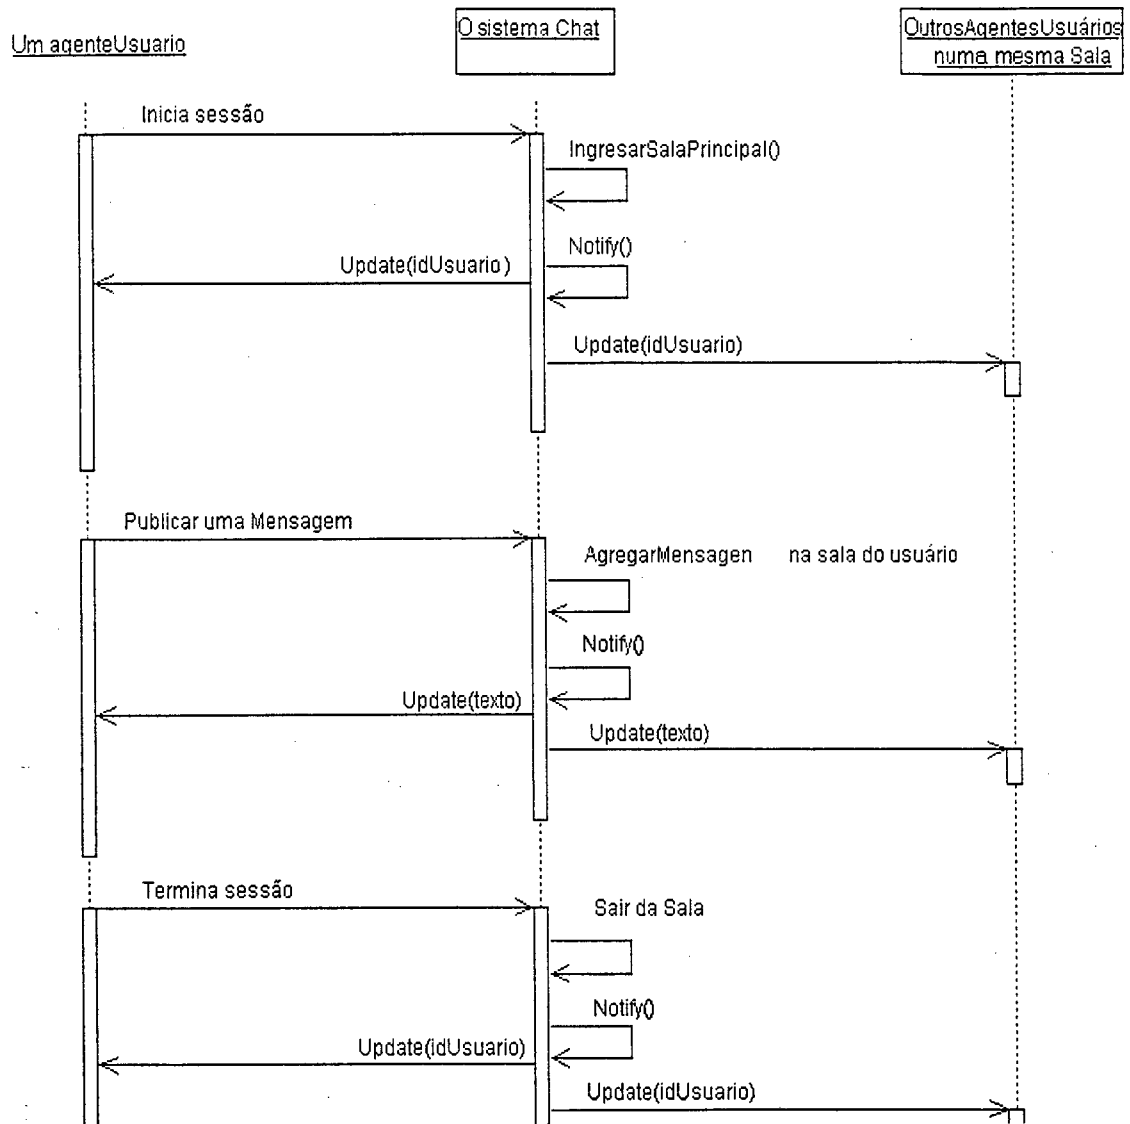 Um agenteUsuario
O sistema Chat
OutrosAgentesUsuários
numa mesma Sala
Inicia sessão
IngresarSalaPrincipal()
Notify()
Update(idUsuario)
Update(idUsuario)
Publicar uma Mensagem
AgregarMensagen na sala do usuário
Notify()
Update(texto)
Update(texto)
Termina sessão
Sair da Sala
Notify()
Update(idUsuario)
Update(idUsuario)